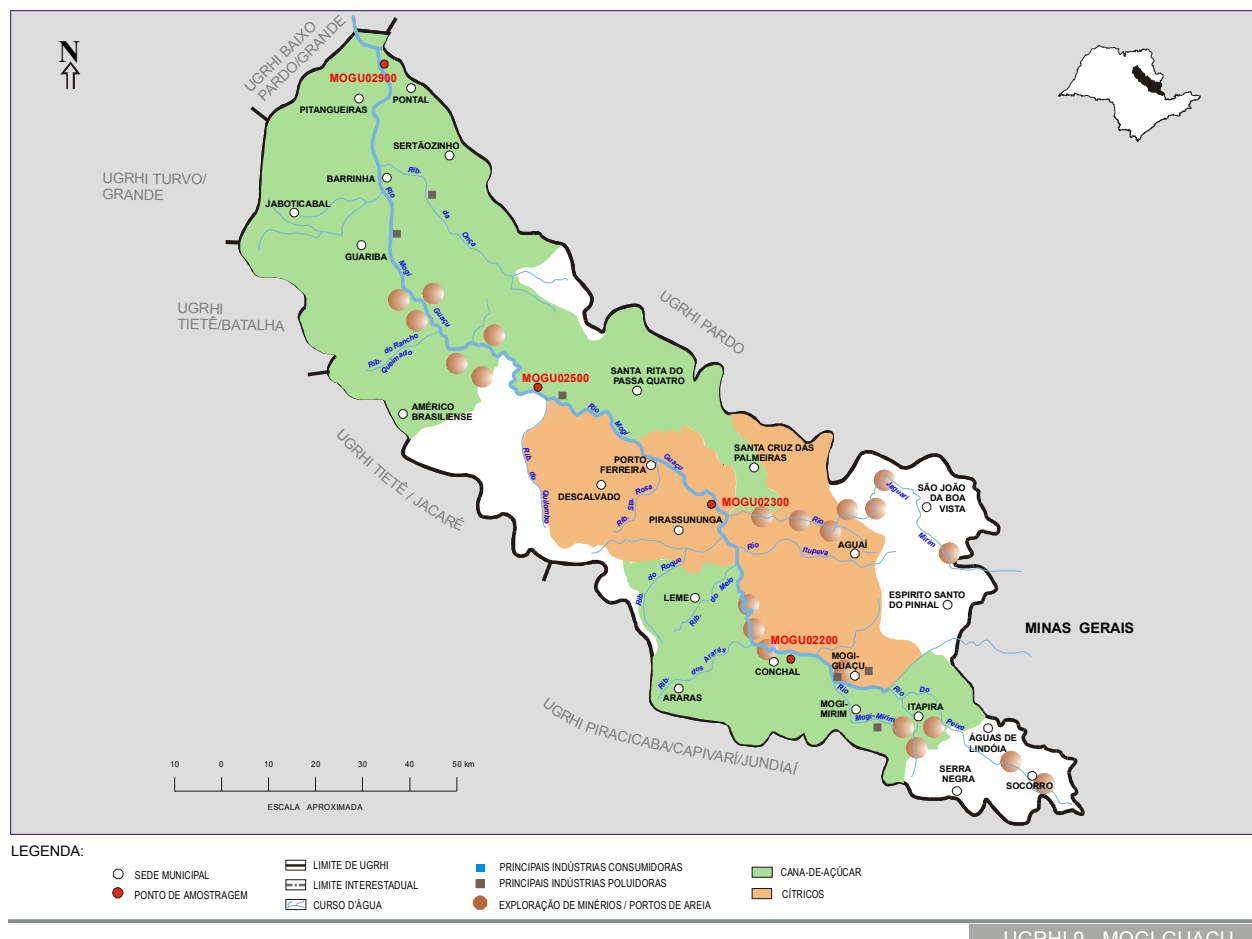 UGRHI BAIXO
PARDO/GRANDE
N
MOGU02900
PONTAL
PITANGUEIRAS
SERTÃOZINHO
UGRHI TURVO/
GRANDE
BARRINHA
Rib.
da
Onça
Rio
JABOTICABAL
GUARIBA
Mogi
Guaçu
UGRHI
TIETÊ/BATALHA
UGRHI PARDO
Rib. do Rancho
Queimado
MOGU02500
SANTA RITA DO
PASSA QUATRO
AMÉRICO
BRASILIENSE
Rio
Mogi
Guaçu
UGRHI TIETÊ / JACARÉ
Rib. do
Quilombo
PORTO
FERREIRA
SANTA CRUZ DAS
PALMEIRAS
DESCALVADO
Rib. Sta. Rosa
MOGU02300
PIRASSUNUNGA
Rio
Jaguari
Mirim
SÃO JOÃO
DA BOA
VISTA
AGUAÍ
Rio
Itupeva
Rib. do Roque
LEME
Rib. do Meio
ESPIRITO SANTO
DO PINHAL
MINAS GERAIS
MOGU02200
Rib. dos Ararés
CONCHAL
MOGI-
GUAÇU
ARARAS
Rio
Mogi-Mirim
MOGI-
MIRIM
Rio
Do
Peixe
ITAPIRA
UGRHI PIRACICABA/CAPIVARÍ/JUNDIAÍ
ÁGUAS DE
LINDÓIA
SERRA
NEGRA
SOCORRO
10 0 10 20 30 40 50 km
ESCALA APROXIMADA
LEGENDA:
SEDE MUNICIPAL
PONTO DE AMOSTRAGEM
LIMITE DE UGRHI
LIMITE INTERESTADUAL
CURSO D'ÁGUA
PRINCIPAIS INDÚSTRIAS CONSUMIDORAS
PRINCIPAIS INDÚSTRIAS POLUIDORAS
EXPLORAÇÃO DE MINÉRIOS / PORTOS DE AREIA
CANA-DE-AÇÚCAR
CÍTRICOS
UGRHI 9 - MOGI GUAÇU